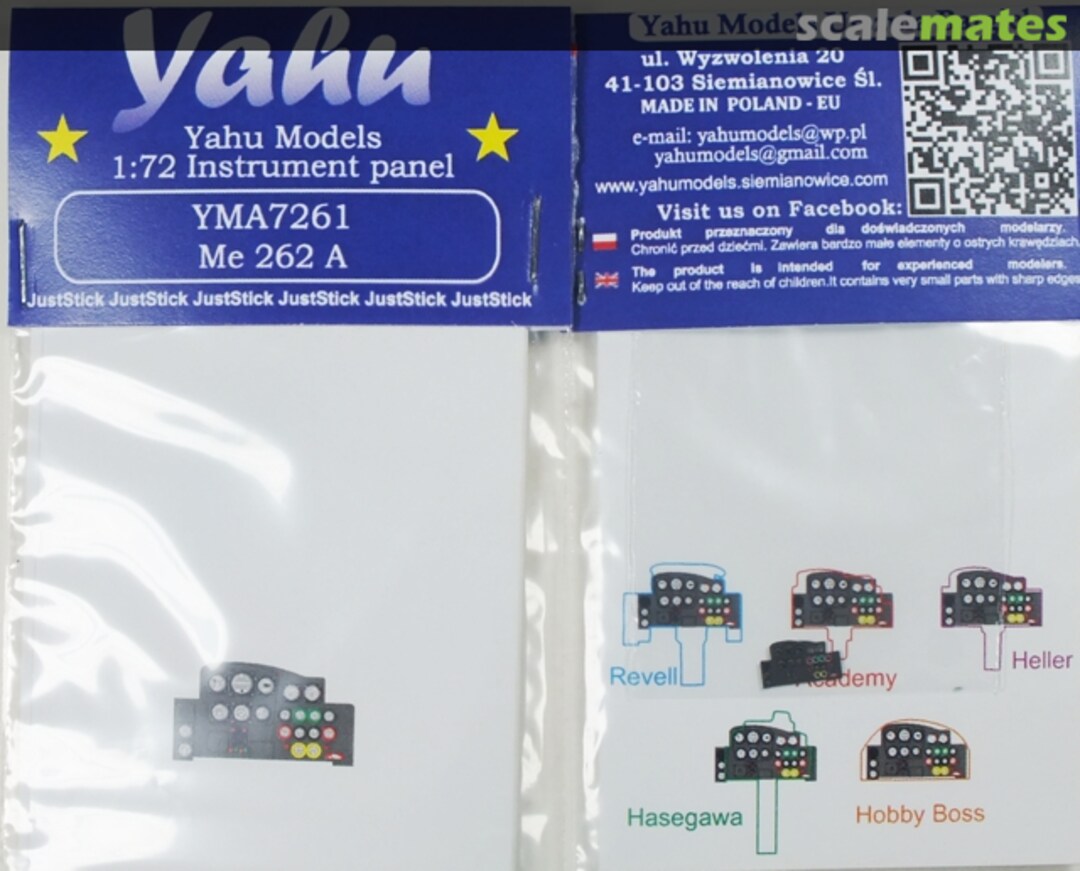 scalemates
Yahu
Yahu Models
1:72 Instrument panel
YMA7261
Me 262 A
JustStick JustStick JustStick JustStick JustStick JustStick
Yahu Models
ul. Wyzwolenia 20
41-103 Siemianowice Śl.
MADE IN POLAND - EU
e-mail: yahumodels@wp.pl
yahumodels@gmail.com
www.yahumodels.siemianowice.com
Visit us on Facebook:
Produkt przeznaczony dla doświadczonych modelarzy.
Chronić przed dziećmi. Zawiera bardzo małe elementy o ostrych krawędziach
The product is intended for experienced modelers.
Keep out of the reach of children.It contains very small parts with sharp edges
Revell
Academy
Heller
Hasegawa
Hobby Boss